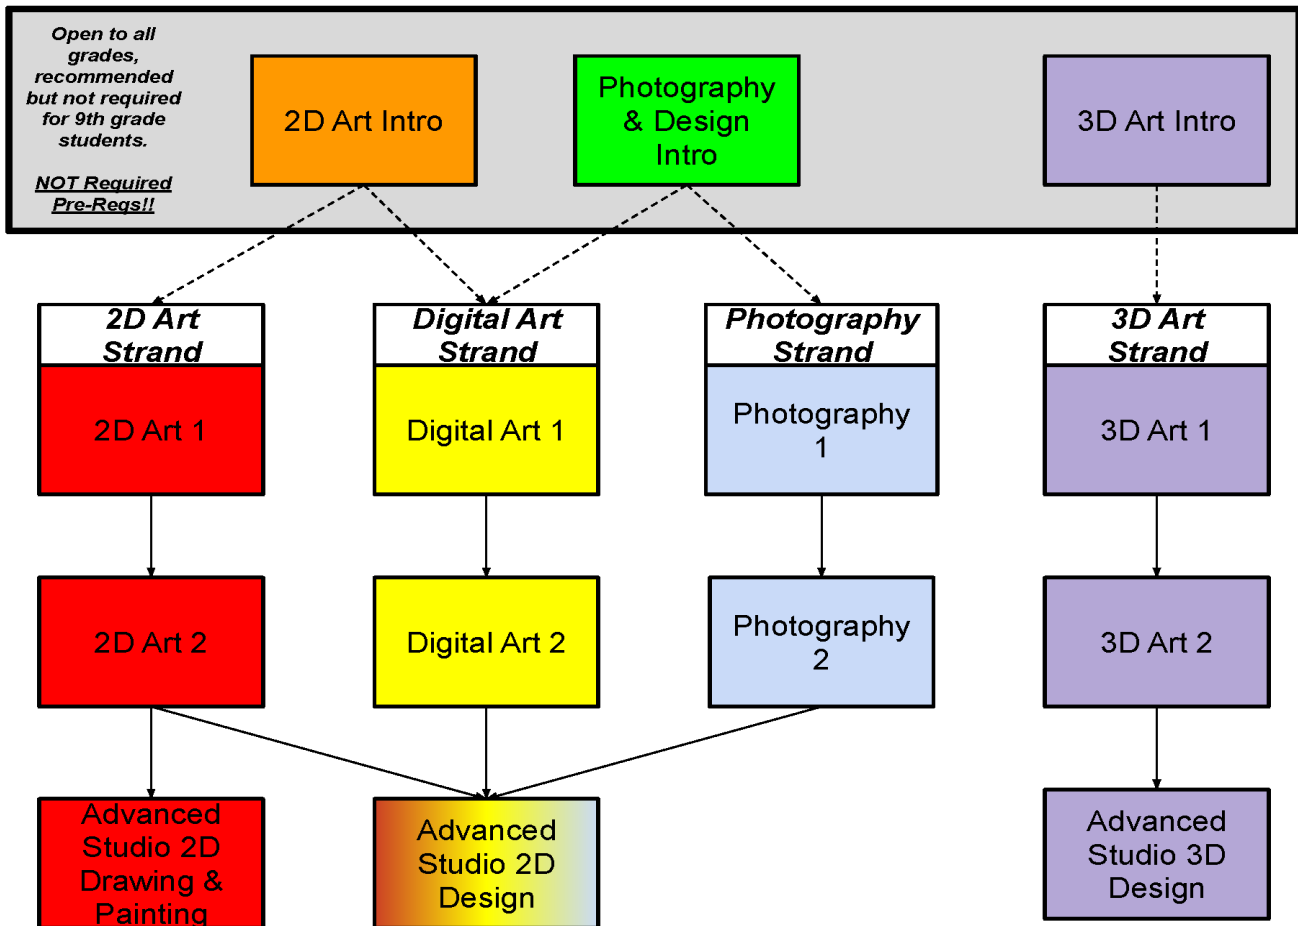 Open to all
grades,
recommended
but not required
for 9th grade
students.
NOT Required
Pre-Reqs!!
2D Art Intro
Photography
& Design
Intro
3D Art Intro
2D Art
Strand
Digital Art
Strand
Photography
Strand
3D Art
Strand
2D Art 1
Digital Art 1
Photography
1
3D Art 1
2D Art 2
Digital Art 2
Photography
2
3D Art 2
Advanced
Studio 2D
Drawing &
Painting
Advanced
Studio 2D
Design
Advanced
Studio 3D
Design